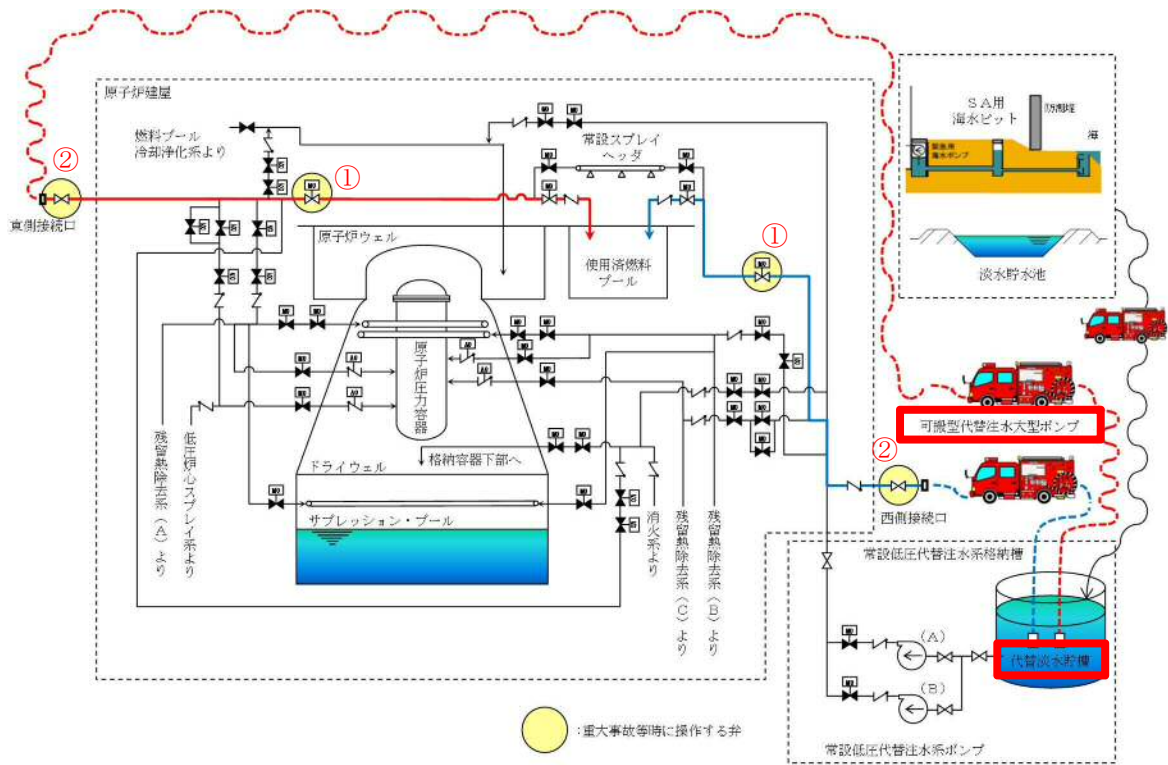 原子炉建屋
燃料プール
冷却浄化系より
常設スプレイ
ヘッダ
SA用
海水ピット
防潮堤
海
緊急用
海水ポンプ
淡水貯水池
②
①
東側接続口
原子炉ウェル
使用済燃料
プール
①
原子炉圧力容器
可搬型代替注水大型ポンプ
②
西側接続口
格納容器下部へ
ドライウェル
サプレッション・プール
残留熱除去系(A)より
低圧炉心スプレイ系より
消火系より
残留熱除去系(C)より
残留熱除去系(B)より
常設低圧代替注水系格納槽
代替淡水貯槽
(A)
(B)
常設低圧代替注水系ポンプ
:重大事故等時に操作する弁
MO
AO